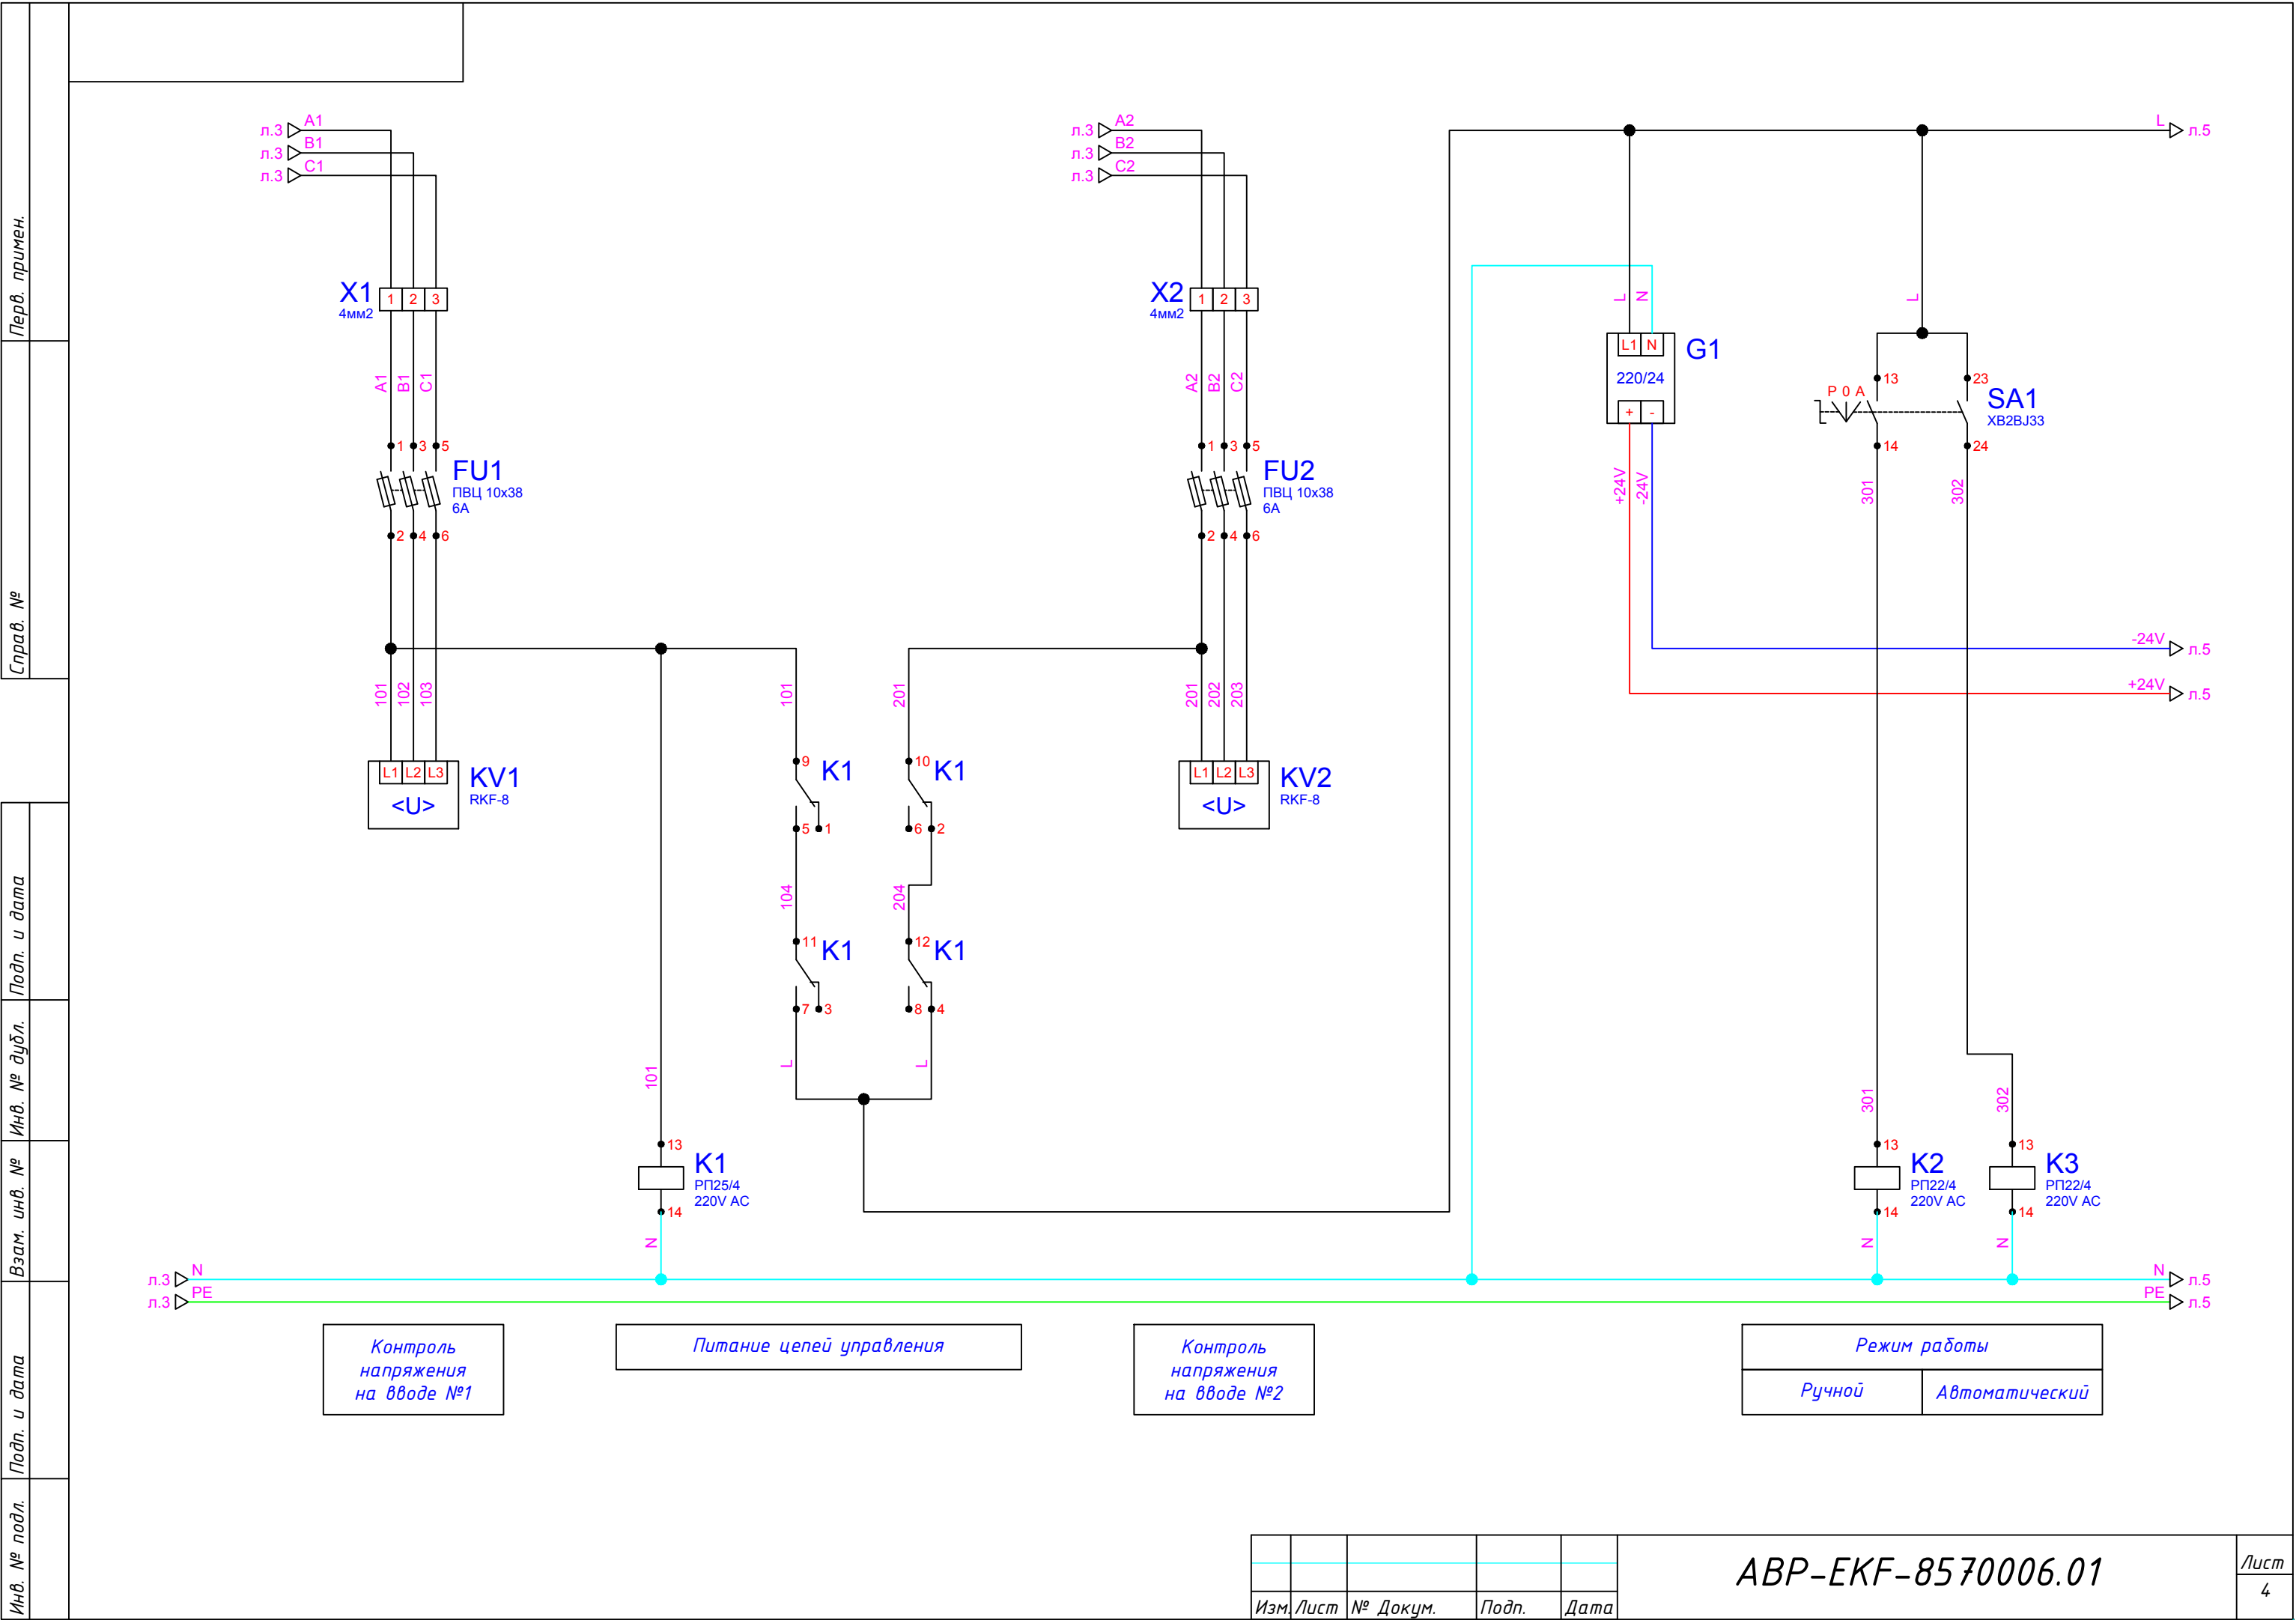 л.3 A1
л.3 B1
л.3 C1
л.3 A2
л.3 B2
л.3 C2
L л.5
X1 1 2 3
4мм2
X2 1 2 3
4мм2
A1 B1 C1
A2 B2 C2
L N
L
L1 N G1
220/24
+ -
+24V -24V
P 0 A
13 23
SA1
XB2BJ33
14 24
301 302
1 3 5
FU1
ПВЦ 10x38
6A
2 4 6
1 3 5
FU2
ПВЦ 10x38
6A
2 4 6
-24V л.5
+24V л.5
101 102 103
101 201
201 202 203
L1 L2 L3 KV1
<U> RKF-8
9 K1
5 1
10 K1
6 2
L1 L2 L3 KV2
<U> RKF-8
104 204
11 K1
7 3
12 K1
8 4
L L
101
301 302
13
K1
РП25/4
220V AC
14
N
13
K2
РП22/4
220V AC
14
N
13
K3
РП22/4
220V AC
14
N
л.3 N
N л.5
л.3 PE
PE л.5
Контроль
напряжения
на вводе №1
Питание цепей управления
Контроль
напряжения
на вводе №2
Режим работы
Ручной Автоматический
Перв. примен.
Справ. №
Подп. и дата
Инв. № дубл.
Взам. инв. №
Подп. и дата
Инв. № подл.
Изм. Лист № Докум. Подп. Дата
АВР-EKF-8570006.01
Лист
4